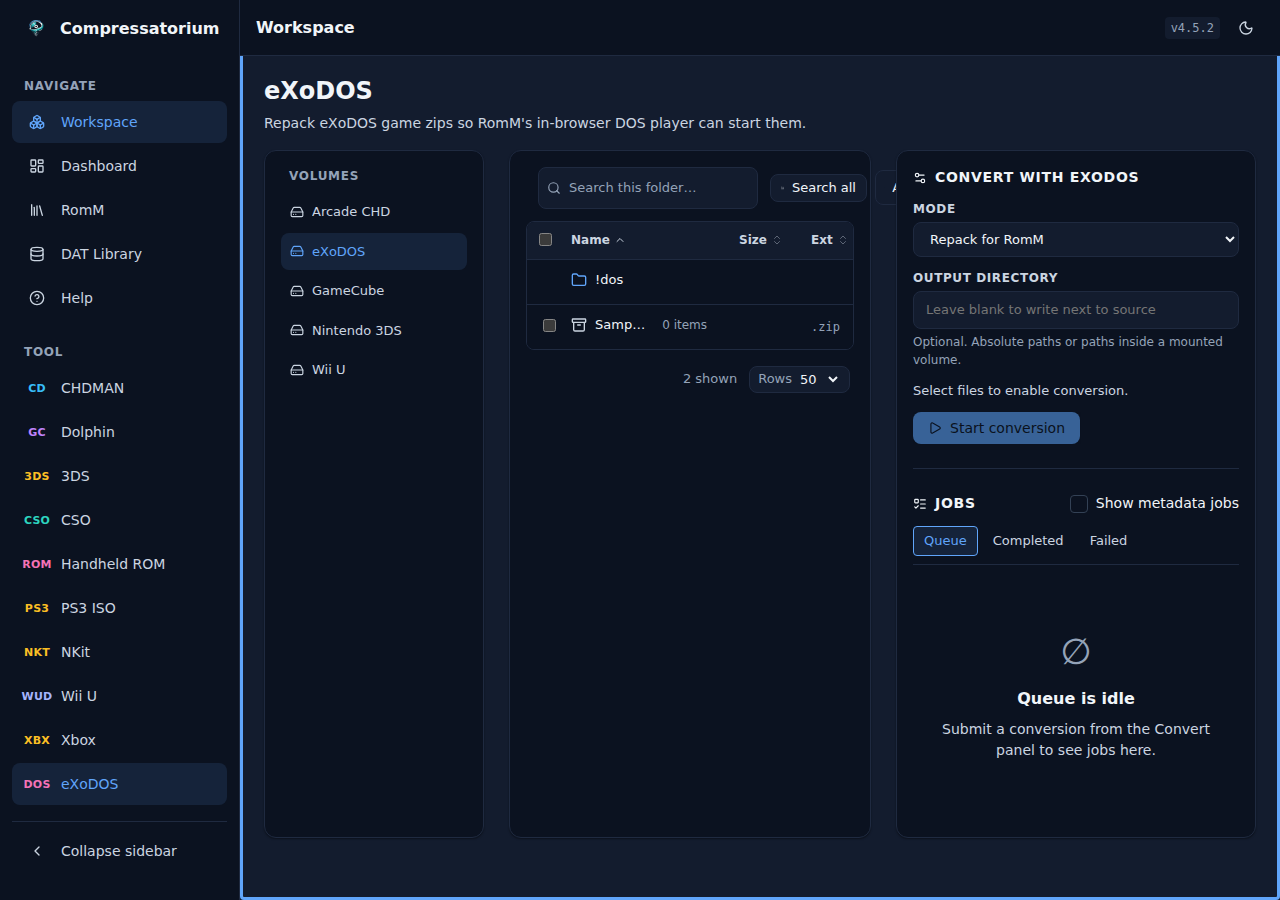 Compressatorium
Workspace
v4.5.2
NAVIGATE
Workspace
Dashboard
RomM
DAT Library
Help
TOOL
CD CHDMAN
GC Dolphin
3DS 3DS
CSO CSO
ROM Handheld ROM
PS3 PS3 ISO
NKT NKit
WUD Wii U
XBX Xbox
DOS eXoDOS
Collapse sidebar
eXoDOS
Repack eXoDOS game zips so RomM's in-browser DOS player can start them.
VOLUMES
Arcade CHD
eXoDOS
GameCube
Nintendo 3DS
Wii U
Search this folder…
Search all
Name Size Ext
!dos
Samp… 0 items .zip
2 shown Rows 50
CONVERT WITH EXODOS
MODE
Repack for RomM
OUTPUT DIRECTORY
Leave blank to write next to source
Optional. Absolute paths or paths inside a mounted
volume.
Select files to enable conversion.
Start conversion
JOBS Show metadata jobs
Queue Completed Failed
Queue is idle
Submit a conversion from the Convert
panel to see jobs here.